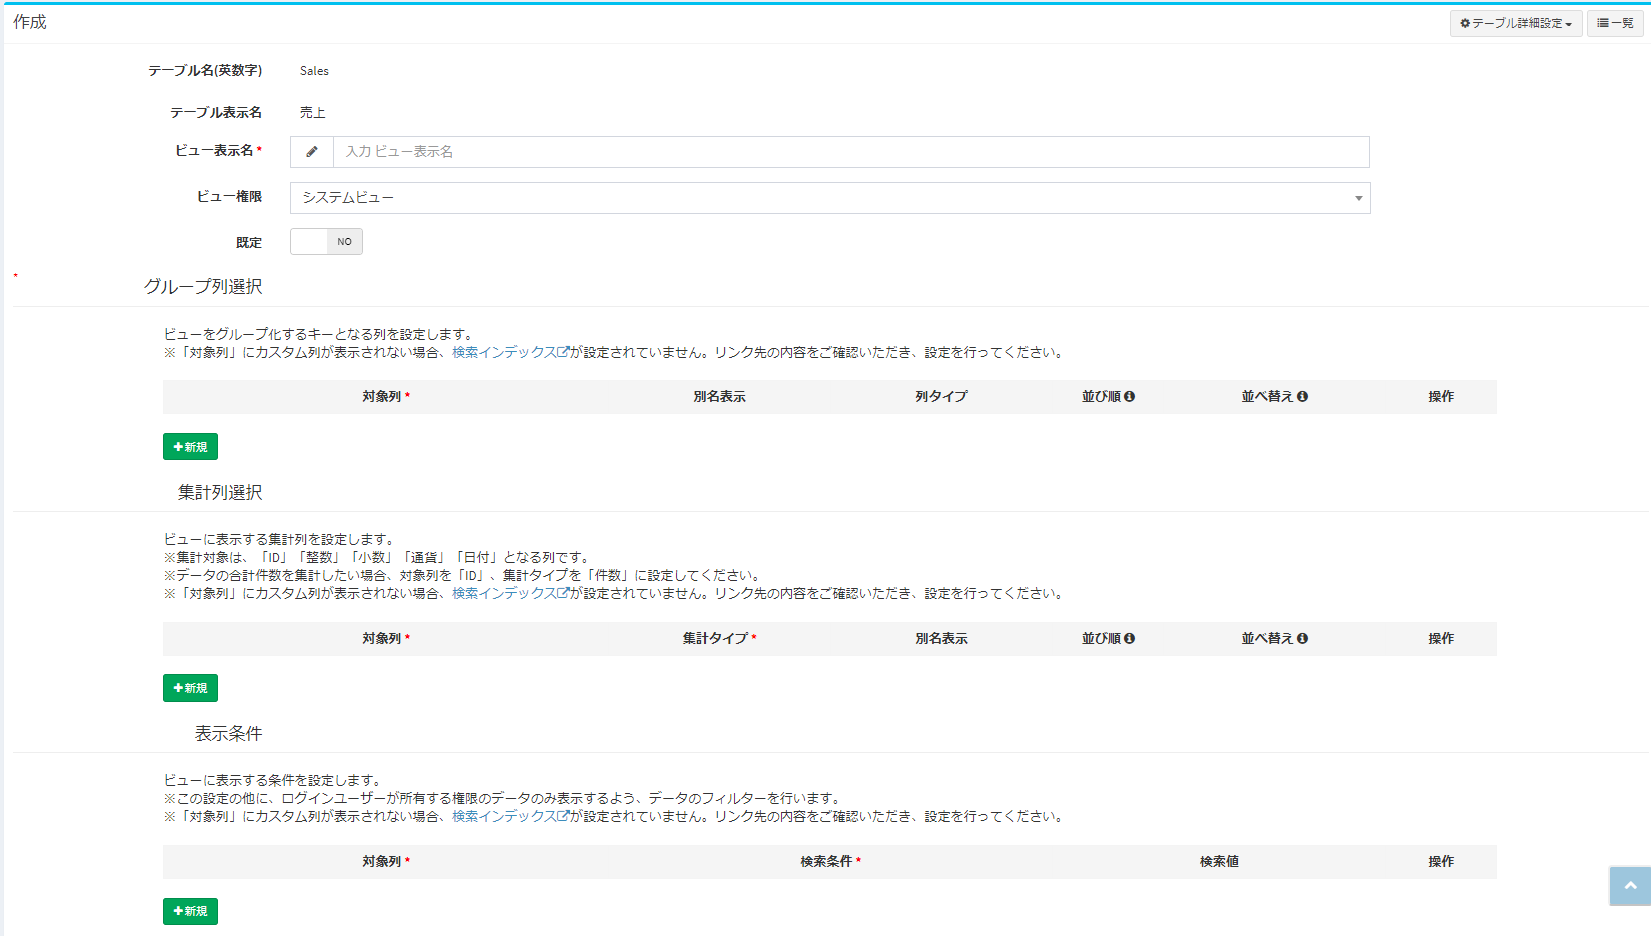 作成
テーブル詳細設定
一覧
テーブル名(英数字) Sales
テーブル表示名 売上
ビュー表示名 * 入力 ビュー表示名
ビュー権限 システムビュー
既定 NO
*
グループ列選択
ビューをグループ化するキーとなる列を設定します。
※「対象列」にカスタム列が表示されない場合、検索インデックスが設定されていません。リンク先の内容をご確認いただき、設定を行ってください。
対象列 * 別名表示 列タイプ 並び順 並べ替え 操作
+新規
集計列選択
ビューに表示する集計列を設定します。
※集計対象は、「ID」「整数」「小数」「通貨」「日付」となる列です。
※データの合計件数を集計したい場合、対象列を「ID」、集計タイプを「件数」に設定してください。
※「対象列」にカスタム列が表示されない場合、検索インデックスが設定されていません。リンク先の内容をご確認いただき、設定を行ってください。
対象列 * 集計タイプ * 別名表示 並び順 並べ替え 操作
+新規
表示条件
ビューに表示する条件を設定します。
※この設定の他に、ログインユーザーが所有する権限のデータのみ表示するよう、データのフィルターを行います。
※「対象列」にカスタム列が表示されない場合、検索インデックスが設定されていません。リンク先の内容をご確認いただき、設定を行ってください。
対象列 * 検索条件 * 検索値 操作
+新規